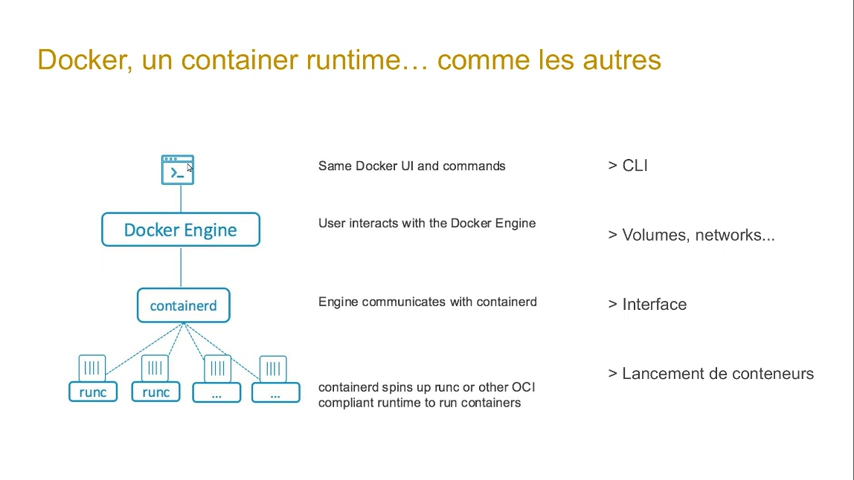 Docker, un container runtime… comme les autres
Same Docker UI and commands
> CLI
Docker Engine
User interacts with the Docker Engine
> Volumes, networks...
containerd
Engine communicates with containerd
> Interface
runc
runc
...
...
containerd spins up runc or other OCI
compliant runtime to run containers
> Lancement de conteneurs